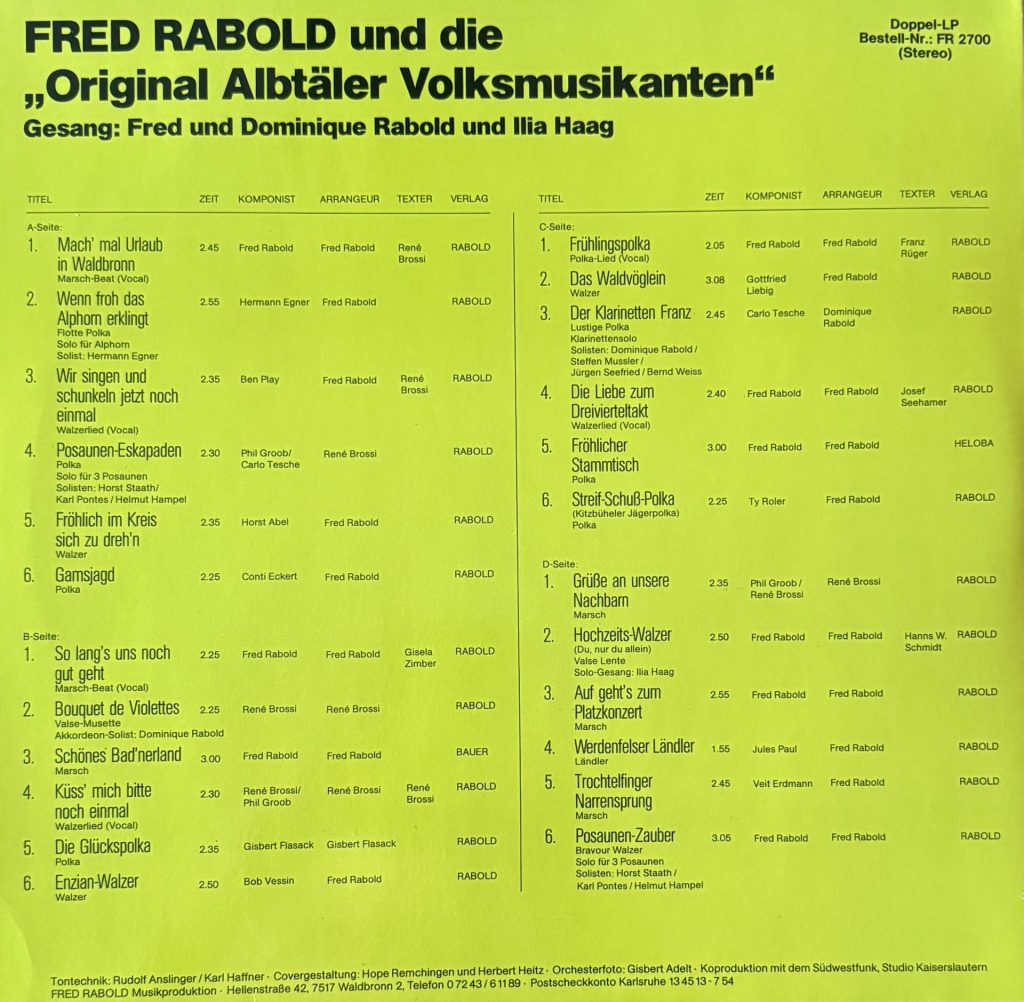 FRED RABOLD und die
„Original Albtäler Volksmusikanten“
Gesang: Fred und Dominique Rabold und Ilia Haag
Doppel-LP
Bestell-Nr.: FR 2700
(Stereo)
TITEL ZEIT KOMPONIST ARRANGEUR TEXTER VERLAG
A-Seite:
1. Mach' mal Urlaub 2.45 Fred Rabold Fred Rabold René RABOLD
in Waldbronn Brossi
Marsch-Beat (Vocal)
2. Wenn froh das 2.55 Hermann Egner Fred Rabold RABOLD
Alphorn erklingt
Flotte Polka
Solo für Alphorn
Solist: Hermann Egner
3. Wir singen und 2.35 Ben Play Fred Rabold René RABOLD
schunkeln jetzt noch Brossi
einmal
Walzerlied (Vocal)
4. Posaunen-Eskapaden 2.30 Phil Groob/ René Brossi RABOLD
Polka Carlo Tesche
Solo für 3 Posaunen
Solisten: Horst Staath/
Karl Pontes / Helmut Hampel
5. Fröhlich im Kreis 2.35 Horst Abel Fred Rabold RABOLD
sich zu dreh'n
Walzer
6. Gamsjagd 2.25 Conti Eckert Fred Rabold RABOLD
Polka
B-Seite:
1. So lang's uns noch 2.25 Fred Rabold Fred Rabold Gisela RABOLD
gut geht Zimber
Marsch-Beat (Vocal)
2. Bouquet de Violettes 2.25 René Brossi René Brossi RABOLD
Valse-Musette
Akkordeon-Solist: Dominique Rabold
3. Schönes Bad'nerland 3.00 Fred Rabold Fred Rabold BAUER
Marsch
4. Küss' mich bitte 2.30 René Brossi/ René Brossi René RABOLD
noch einmal Phil Groob Brossi
Walzerlied (Vocal)
5. Die Glückspolka 2.35 Gisbert Flasack Gisbert Flasack RABOLD
Polka
6. Enzian-Walzer 2.50 Bob Vessin Fred Rabold RABOLD
Walzer
TITEL ZEIT KOMPONIST ARRANGEUR TEXTER VERLAG
C-Seite:
1. Frühlingspolka 2.05 Fred Rabold Fred Rabold Franz RABOLD
Polka-Lied (Vocal) Rüger
2. Das Waldvöglein 3.08 Gottfried Fred Rabold RABOLD
Walzer Liebig
3. Der Klarinetten Franz 2.45 Carlo Tesche Dominique RABOLD
Lustige Polka Rabold
Klarinettensolo
Solisten: Dominique Rabold /
Steffen Mussler /
Jürgen Seefried / Bernd Weiss
4. Die Liebe zum 2.40 Fred Rabold Fred Rabold Josef RABOLD
Dreivierteltakt Seehamer
Walzerlied (Vocal)
5. Fröhlicher 3.00 Fred Rabold Fred Rabold HELOBA
Stammtisch
Polka
6. Streif-Schuß-Polka 2.25 Ty Roler Fred Rabold RABOLD
(Kitzbüheler Jägerpolka)
Polka
D-Seite:
1. Grüße an unsere 2.35 Phil Groob / René Brossi RABOLD
Nachbarn René Brossi
Marsch
2. Hochzeits-Walzer 2.50 Fred Rabold Fred Rabold Hanns W. RABOLD
(Du, nur du allein) Schmidt
Valse Lente
Solo-Gesang: Ilia Haag
3. Auf geht's zum 2.55 Fred Rabold Fred Rabold RABOLD
Platzkonzert
Marsch
4. Werdenfelser Ländler 1.55 Jules Paul Fred Rabold RABOLD
Ländler
5. Trochtelfinger 2.45 Veit Erdmann Fred Rabold RABOLD
Narrensprung
Marsch
6. Posaunen-Zauber 3.05 Fred Rabold Fred Rabold RABOLD
Bravour Walzer
Solo für 3 Posaunen
Solisten: Horst Staath /
Karl Pontes / Helmut Hampel
Tontechnik: Rudolf Anslinger / Karl Haffner · Covergestaltung: Hope Remchingen und Herbert Heitz · Orchesterfoto: Gisbert Adelt · Koproduktion mit dem Südwestfunk, Studio Kaiserslautern
FRED RABOLD Musikproduktion · Hellenstraße 42, 7517 Waldbronn 2, Telefon 0 72 43 / 6 11 89 · Postscheckkonto Karlsruhe 13 45 13 - 7 54